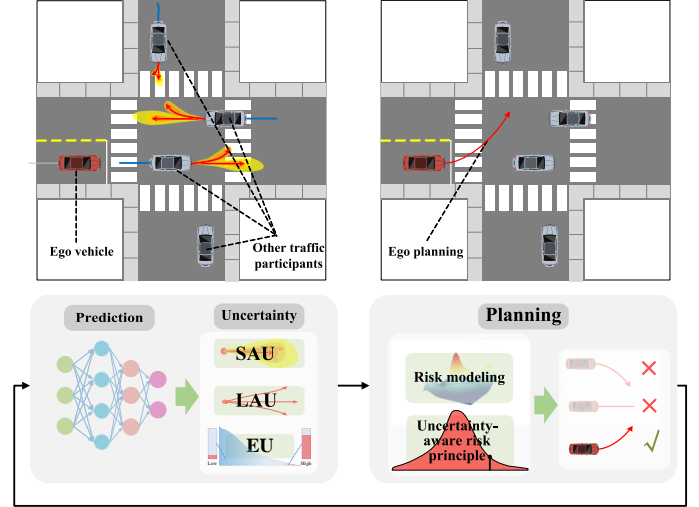 Ego vehicle
Other traffic
participants
Ego planning
Prediction
Uncertainty
SAU
LAU
EU
Low
High
Planning
Risk modeling
Uncertainty-
aware risk
principle